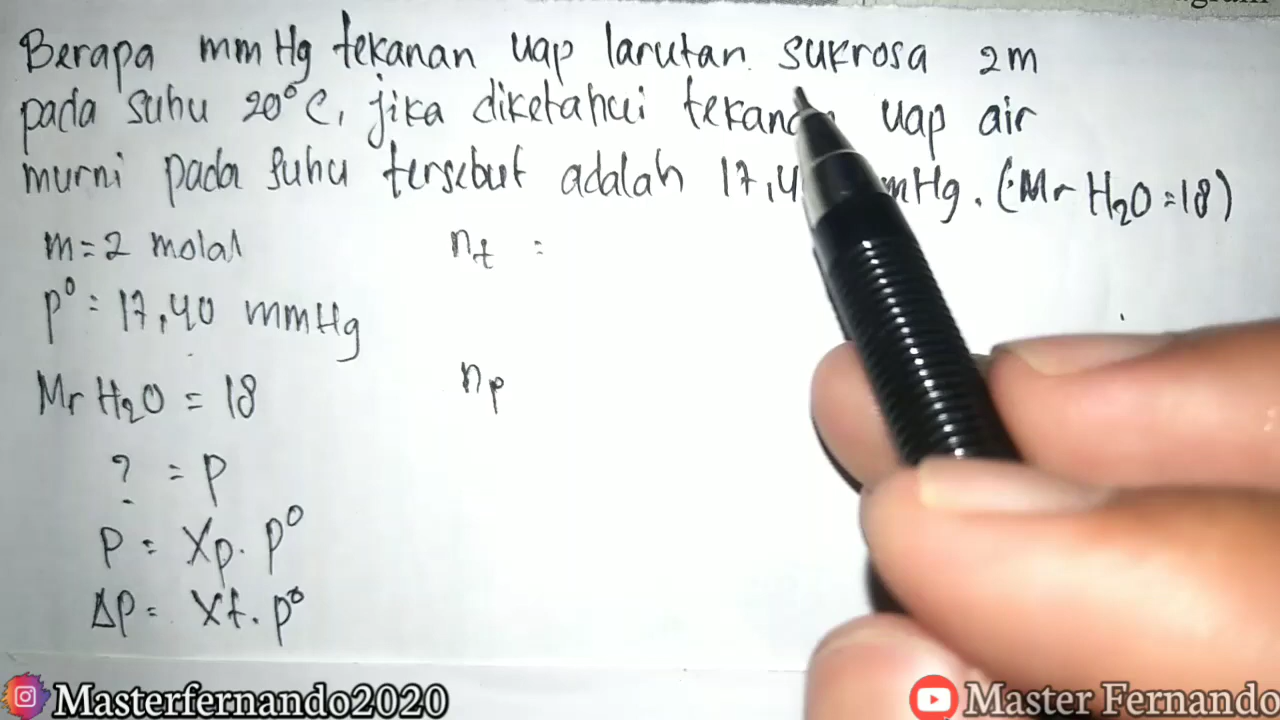 Berapa mmHg tekanan uap larutan sukrosa 2m
pada suhu 20°C, jika diketahui tekanan uap air
murni pada suhu tersebut adalah mmHg. (Mr H₂O = 18)
m = 2 molal
P° = 17,40 mmHg
Mr H₂O = 18
? = P
P = Xp. P°
ΔP = Xt. P°
nt =
np
Masterfernando2020
Master Fernando